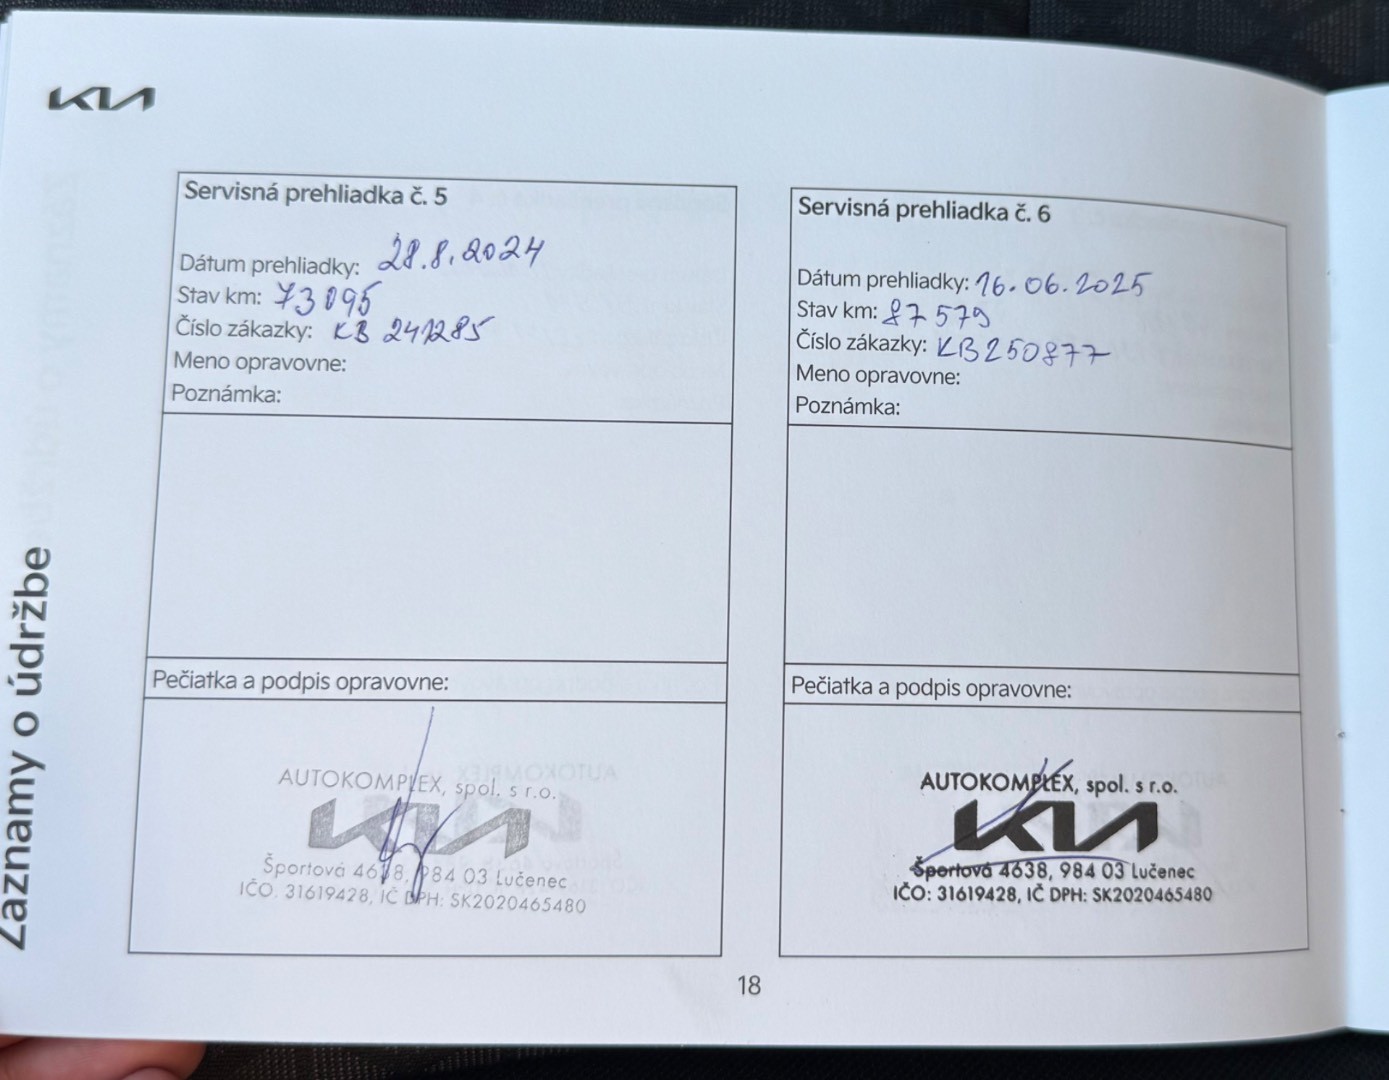 KIA
Záznamy o údržbe
Servisná prehliadka č. 5
Dátum prehliadky: 28.8.2024
Stav km: 73095
Číslo zákazky: KB 241285
Meno opravovne:
Poznámka:
Pečiatka a podpis opravovne:
AUTOKOMPLEX, spol. s r.o.
KIA
Športová 4638, 984 03 Lučenec
IČO: 31619428, IČ DPH: SK2020465480
Servisná prehliadka č. 6
Dátum prehliadky: 16.06.2025
Stav km: 87579
Číslo zákazky: KB250877
Meno opravovne:
Poznámka:
Pečiatka a podpis opravovne:
AUTOKOMPLEX, spol. s r.o.
KIA
Športová 4638, 984 03 Lučenec
IČO: 31619428, IČ DPH: SK2020465480
18